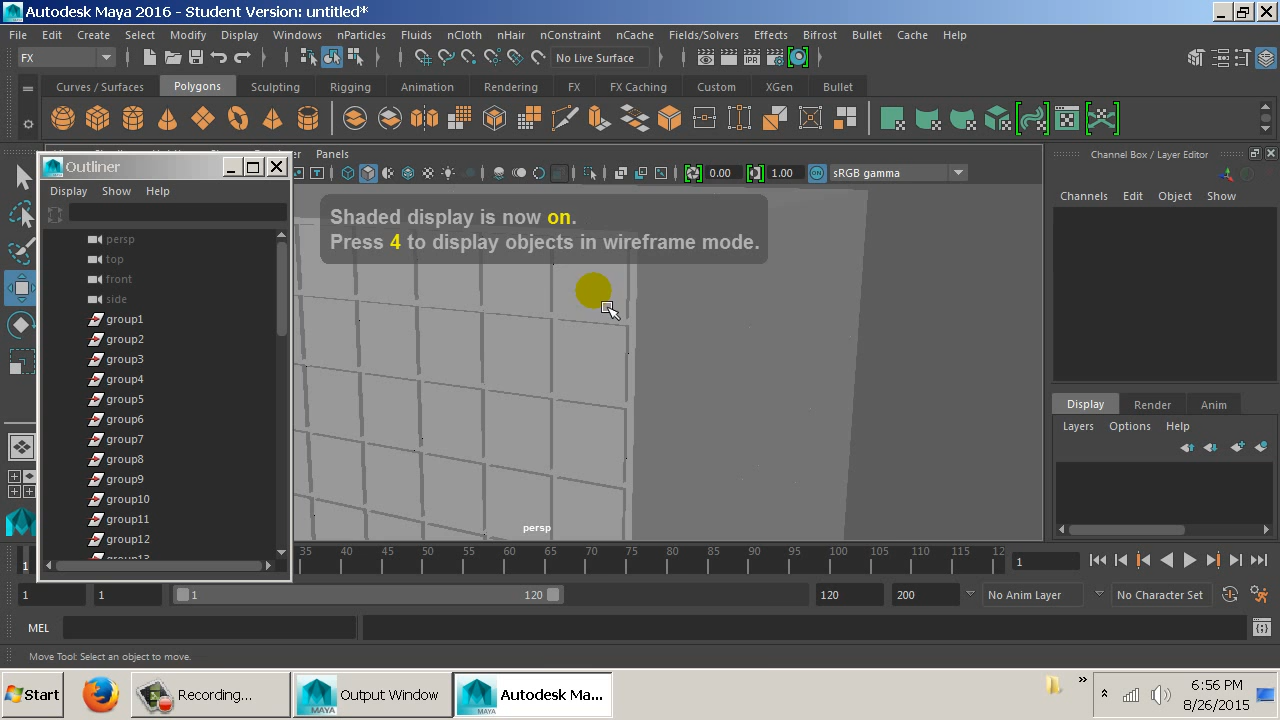 Autodesk Maya 2016 - Student Version: untitled*
File Edit Create Select Modify Display Windows nParticles Fluids nCloth nHair nConstraint nCache Fields/Solvers Effects Bifrost Bullet Cache Help
FX No Live Surface
Curves / Surfaces Polygons Sculpting Rigging Animation Rendering FX FX Caching Custom XGen Bullet
Panels
Channel Box / Layer Editor
Outliner
0.00 1.00 sRGB gamma
Display Show Help
Channels Edit Object Show
Shaded display is now on.
Press 4 to display objects in wireframe mode.
persp
top
front
side
group1
group2
group3
group4
group5
group6
group7
group8
group9
group10
group11
group12
group13
Display Render Anim
Layers Options Help
persp
1 35 40 45 50 55 60 65 70 75 80 85 90 95 100 105 110 115 12 1
1 1 1 120 120 200 No Anim Layer No Character Set
MEL
Move Tool: Select an object to move.
Start Recording... Output Window Autodesk Ma...
MAYA MAYA
6:56 PM
8/26/2015